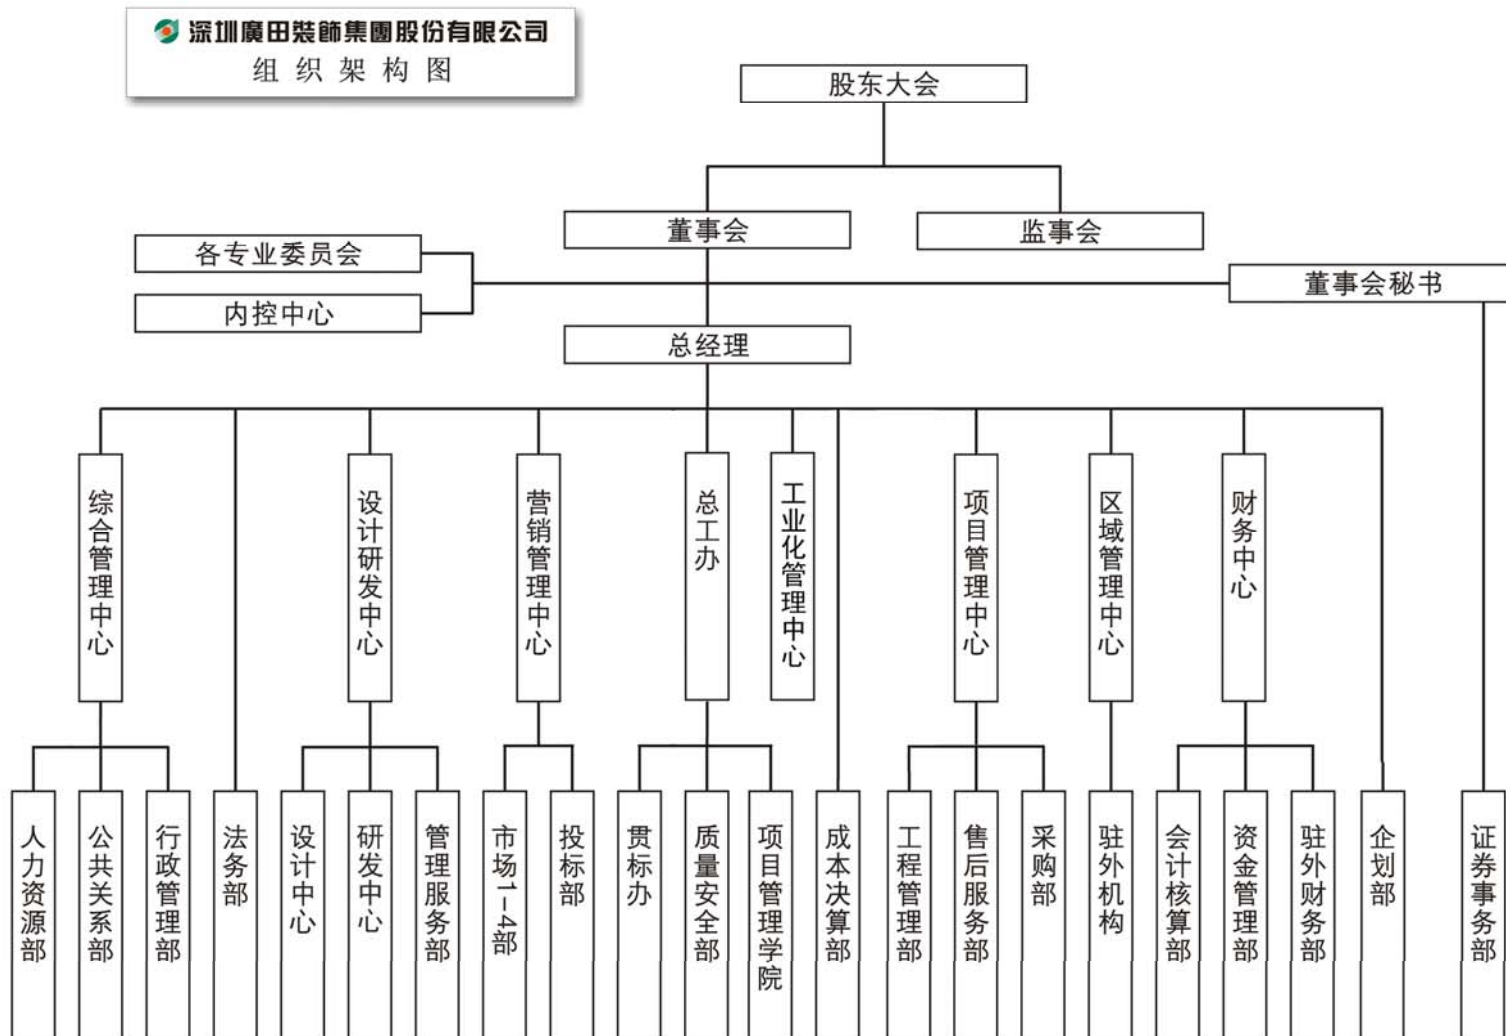 深圳廣田裝飾集團股份有限公司
组织架构图
股东大会
董事会
监事会
各专业委员会
内控中心
董事会秘书
总经理
综合管理中心
设计研发中心
营销管理中心
总工办
工业化管理中心
项目管理中心
区域管理中心
财务中心
人力资源部
公共关系部
行政管理部
法务部
设计中心
研发中心
管理服务部
市场1-4部
投标部
贯标办
质量安全部
项目管理学院
成本决算部
工程管理部
售后服务部
采购部
驻外机构
会计核算部
资金管理部
驻外财务部
企划部
证券事务部